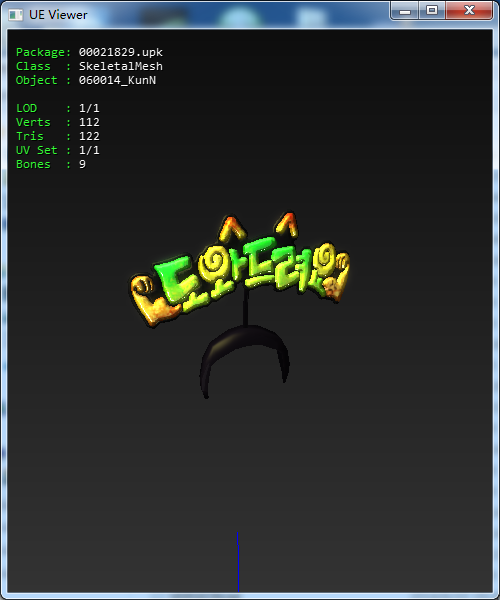 UE Viewer
Package: 00021829.upk
Class : SkeletalMesh
Object : 060014_KunN
LOD : 1/1
Verts : 112
Tris : 122
UV Set : 1/1
Bones : 9
도와드려요